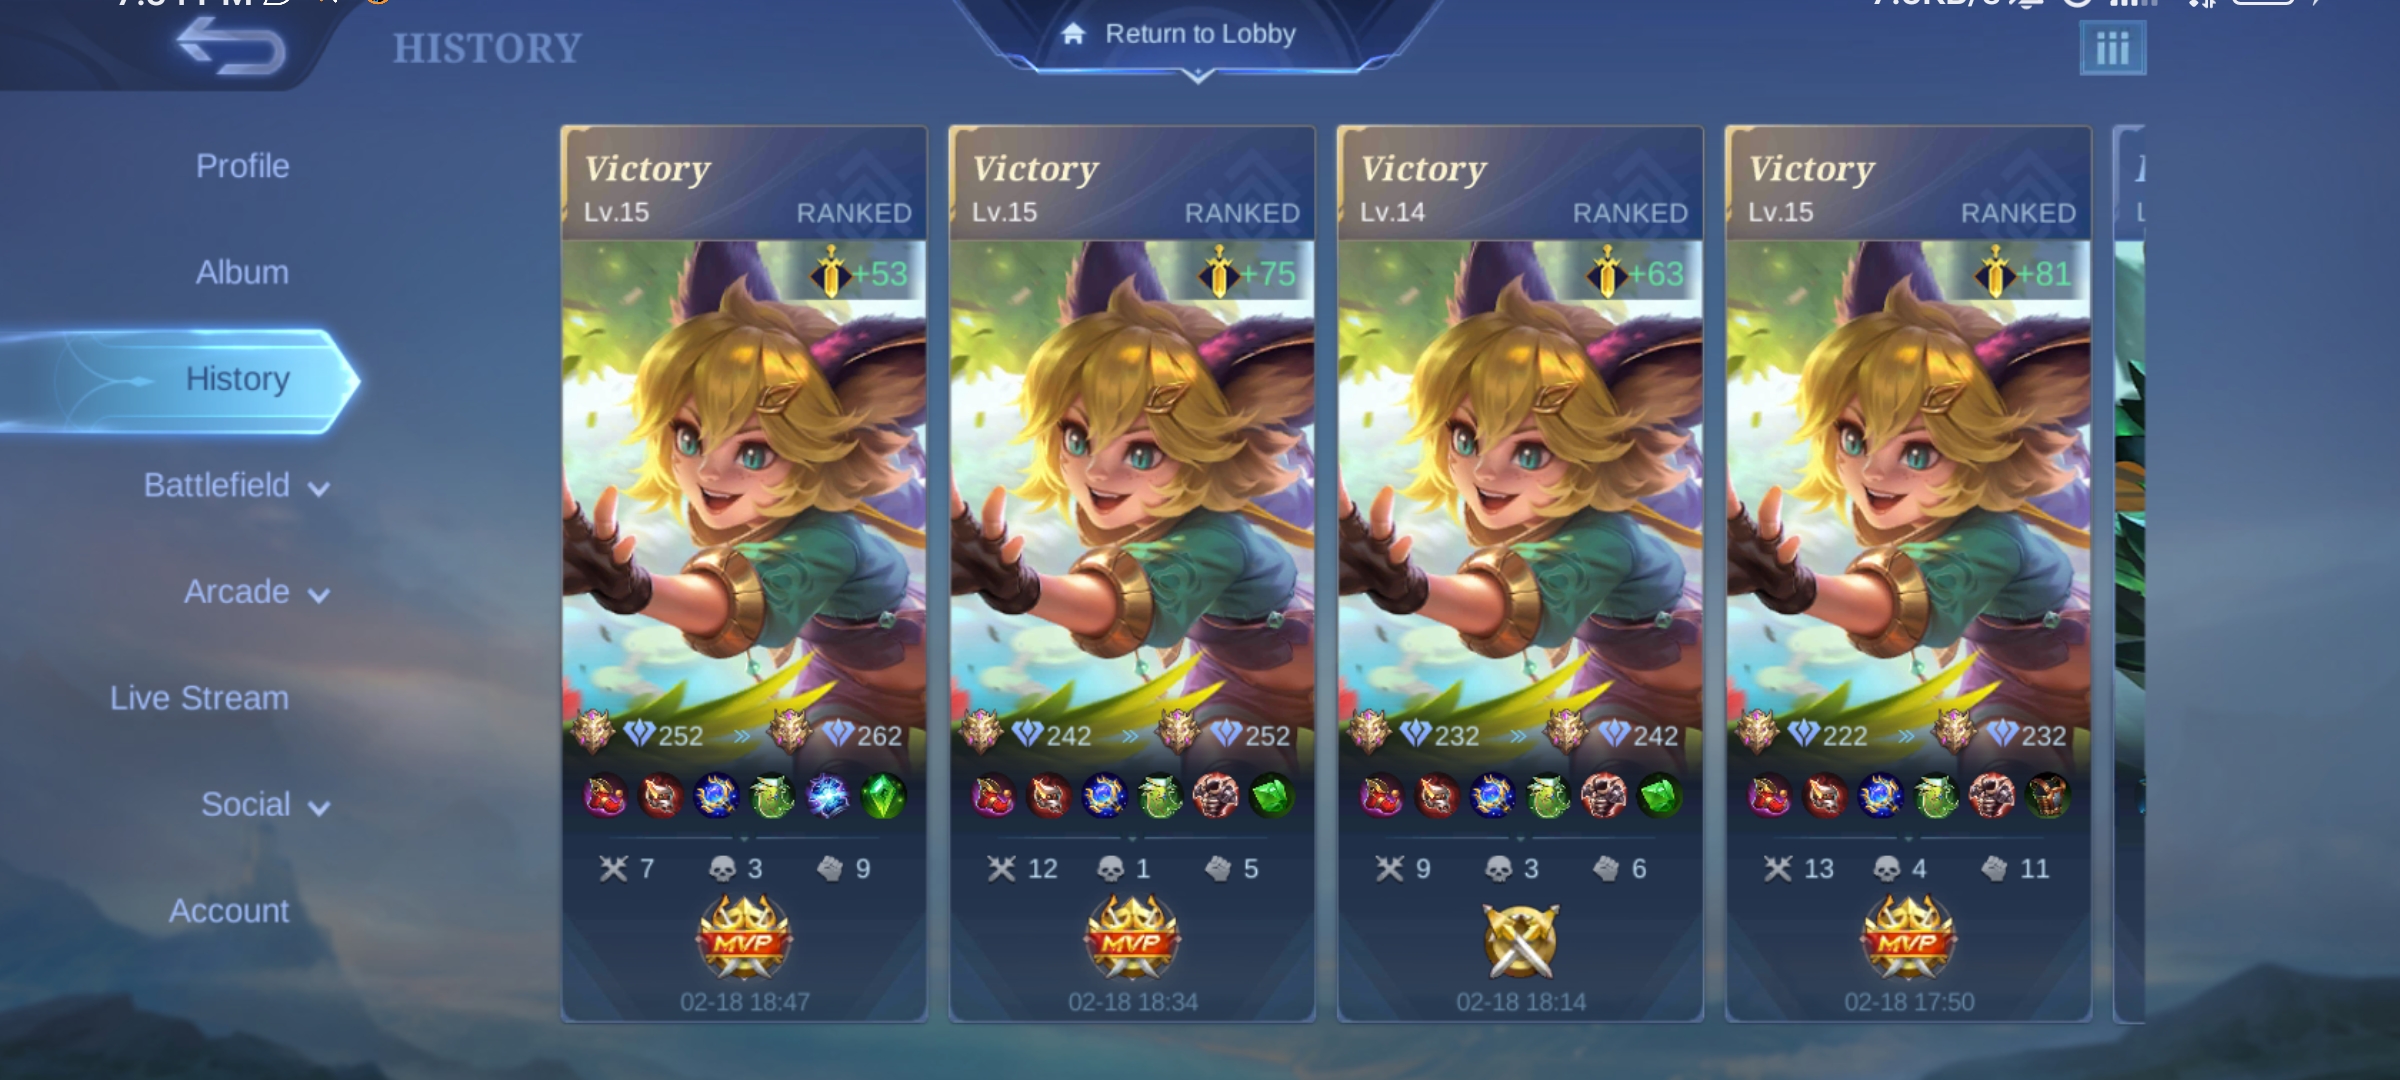 HISTORY
Return to Lobby
Profile
Album
History
Battlefield
Arcade
Live Stream
Social
Account
Victory
Lv.15 RANKED
+53
252 » 262
7 3 9
MVP
02-18 18:47
Victory
Lv.15 RANKED
+75
242 » 252
12 1 5
MVP
02-18 18:34
Victory
Lv.14 RANKED
+63
232 » 242
9 3 6
02-18 18:14
Victory
Lv.15 RANKED
+81
222 » 232
13 4 11
MVP
02-18 17:50